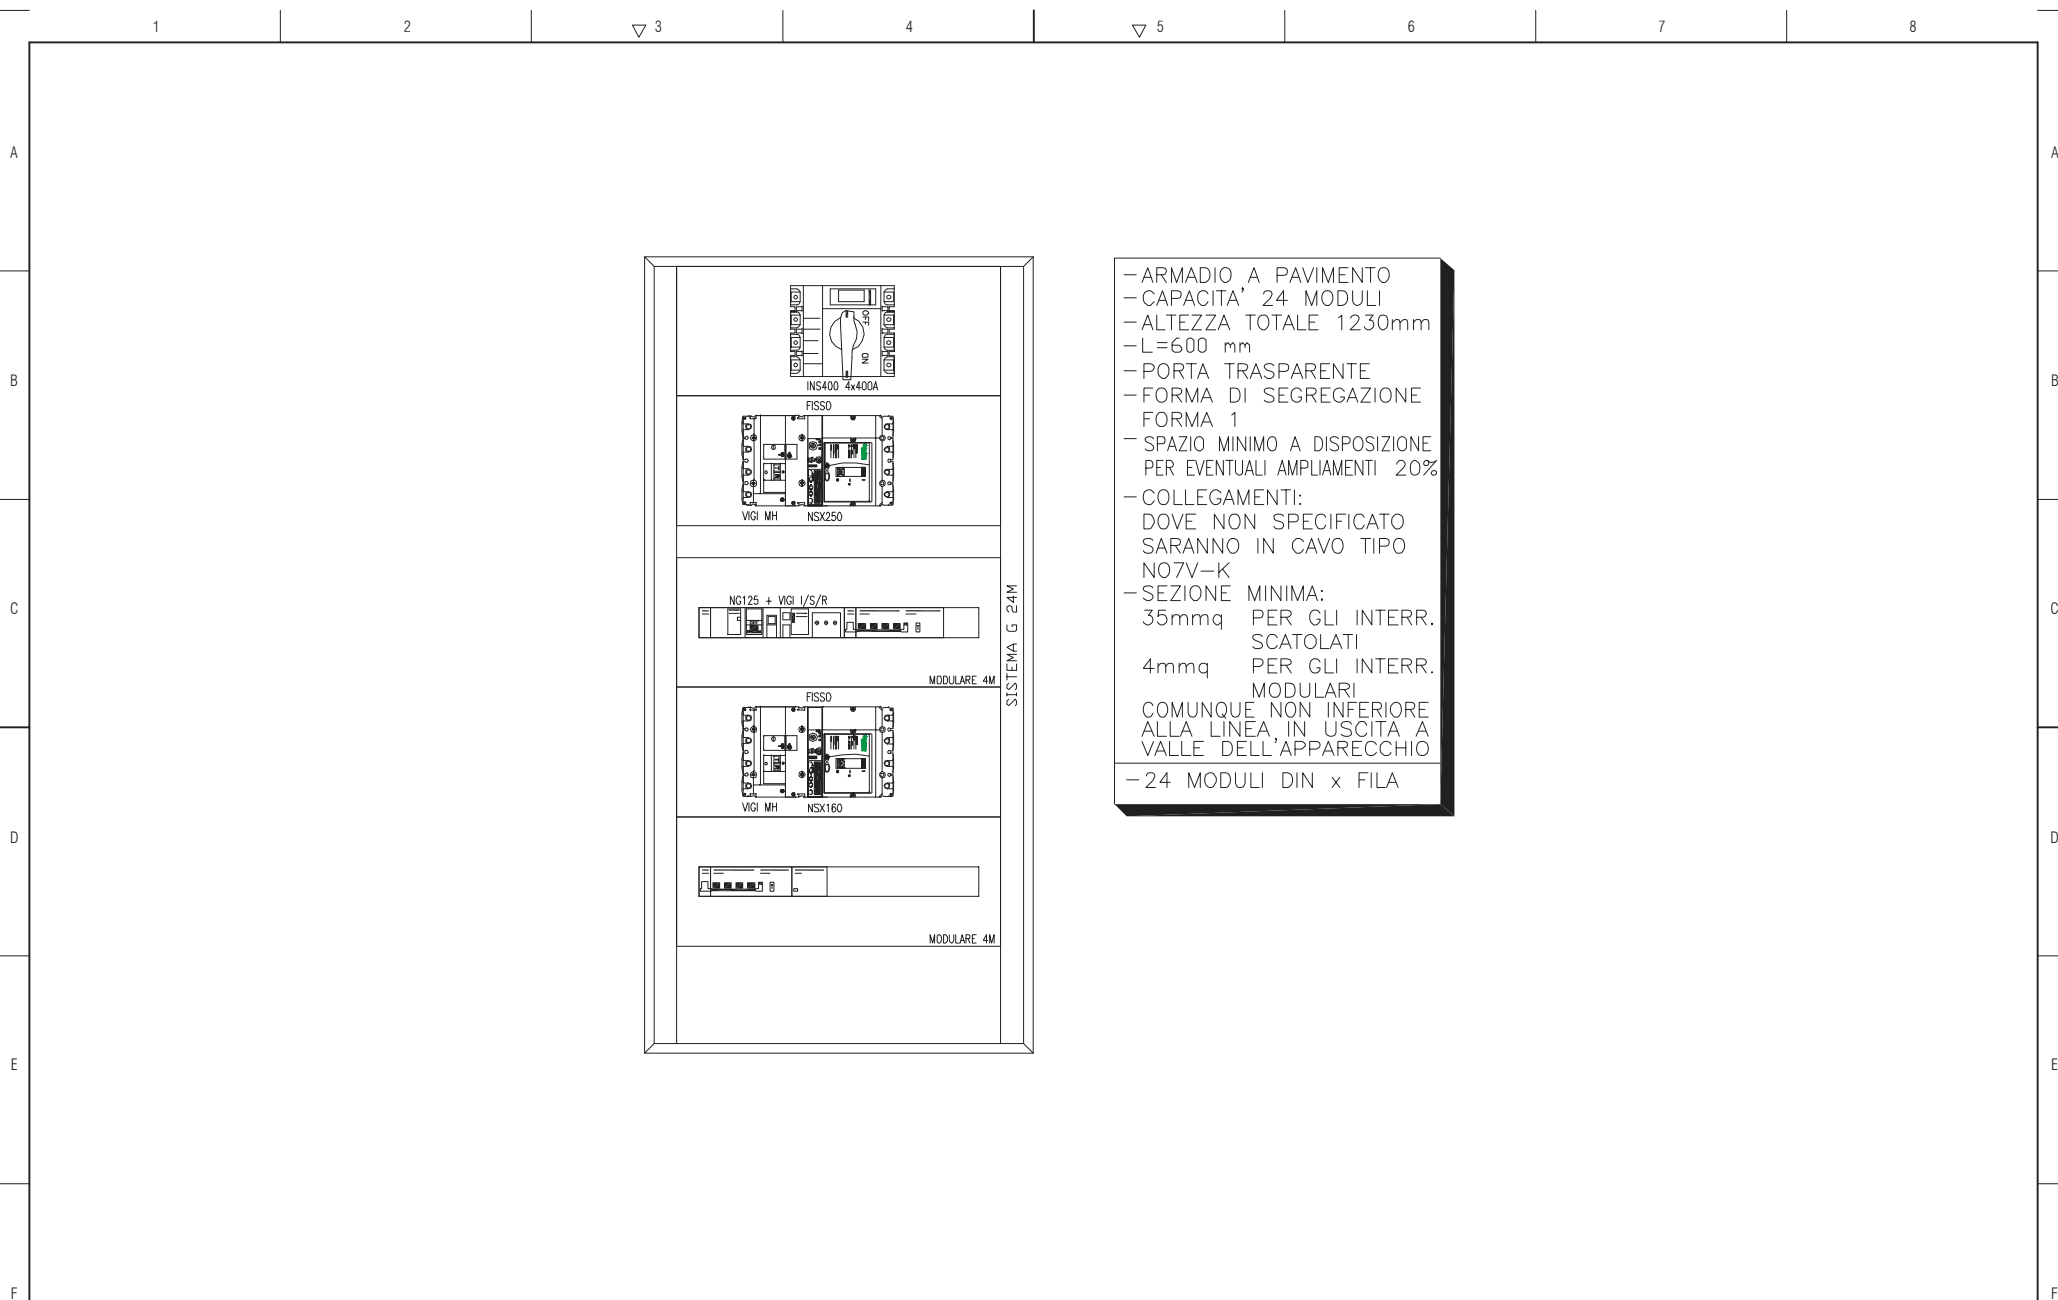 1 2 3 4 5 6 7 8
A A
B B
C C
D D
E E
F F
OFF
ON
INS400 4x400A
FISSO
VIGI MH NSX250
NG125 + VIGI I/S/R
MODULARE 4M
FISSO
VIGI MH NSX160
MODULARE 4M
SISTEMA G 24M
-ARMADIO A PAVIMENTO
-CAPACITA' 24 MODULI
-ALTEZZA TOTALE 1230mm
-L=600 mm
-PORTA TRASPARENTE
-FORMA DI SEGREGAZIONE
FORMA 1
- SPAZIO MINIMO A DISPOSIZIONE
PER EVENTUALI AMPLIAMENTI 20%
-COLLEGAMENTI:
DOVE NON SPECIFICATO
SARANNO IN CAVO TIPO
N07V-K
-SEZIONE MINIMA:
35mmq PER GLI INTERR.
SCATOLATI
4mmq PER GLI INTERR.
MODULARI
COMUNQUE NON INFERIORE
ALLA LINEA IN USCITA A
VALLE DELL'APPARECCHIO
-24 MODULI DIN x FILA